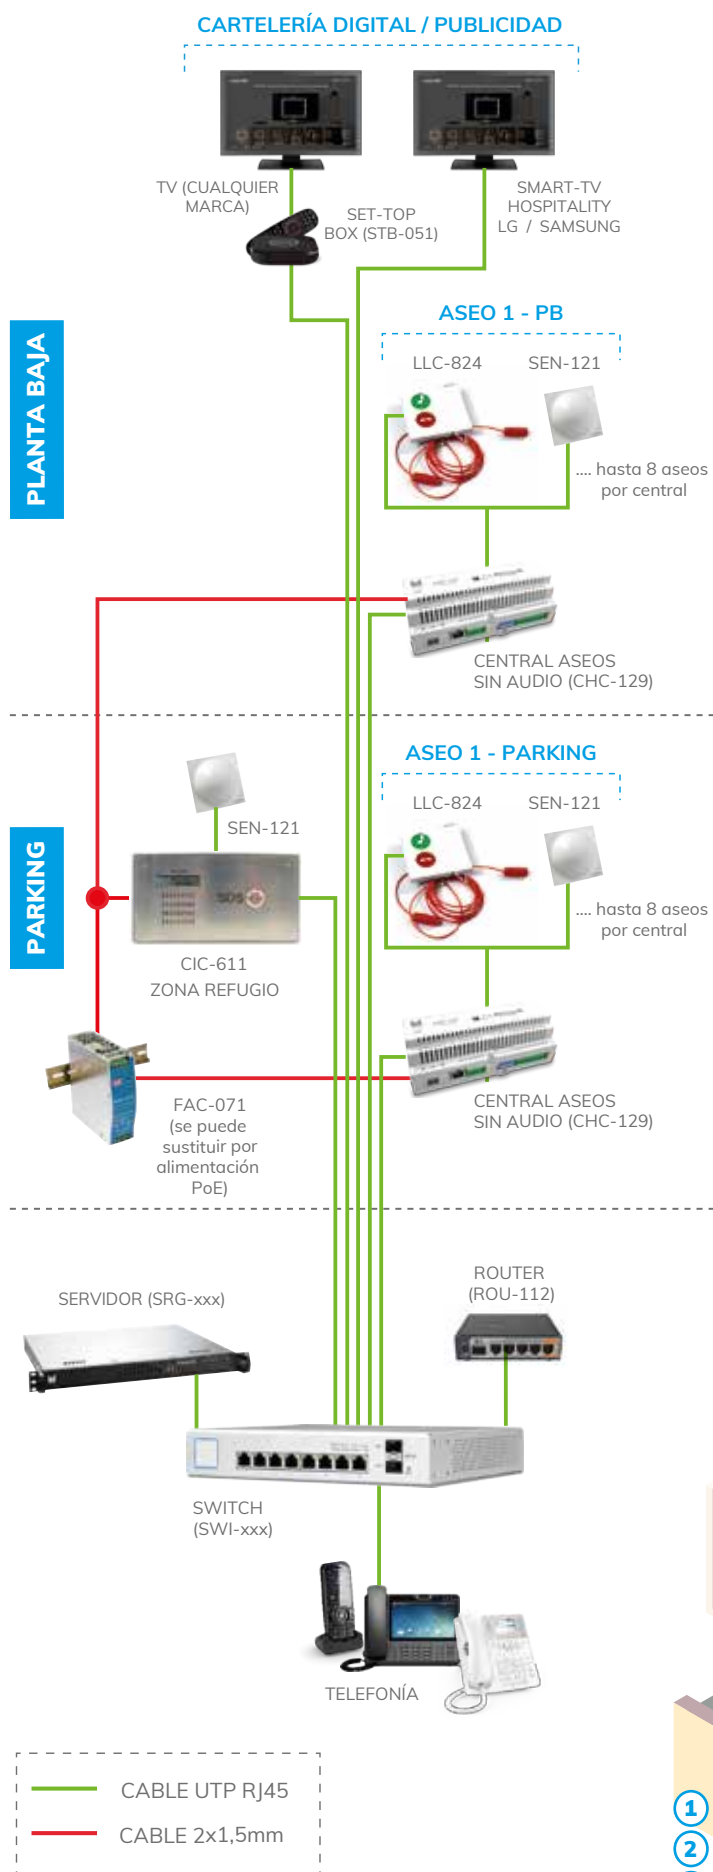 CARTELERÍA DIGITAL / PUBLICIDAD
TV (CUALQUIER
MARCA)
SET-TOP
BOX (STB-051)
SMART-TV
HOSPITALITY
LG / SAMSUNG
PLANTA BAJA
ASEO 1 - PB
LLC-824
SEN-121
.... hasta 8 aseos
por central
CENTRAL ASEOS
SIN AUDIO (CHC-129)
PARKING
SEN-121
SOS
CIC-611
ZONA REFUGIO
ASEO 1 - PARKING
LLC-824
SEN-121
.... hasta 8 aseos
por central
CENTRAL ASEOS
SIN AUDIO (CHC-129)
FAC-071
(se puede
sustituir por
alimentación
PoE)
SERVIDOR (SRG-xxx)
ROUTER
(ROU-112)
SWITCH
(SWI-xxx)
TELEFONÍA
CABLE UTP RJ45
CABLE 2x1,5mm
1
2